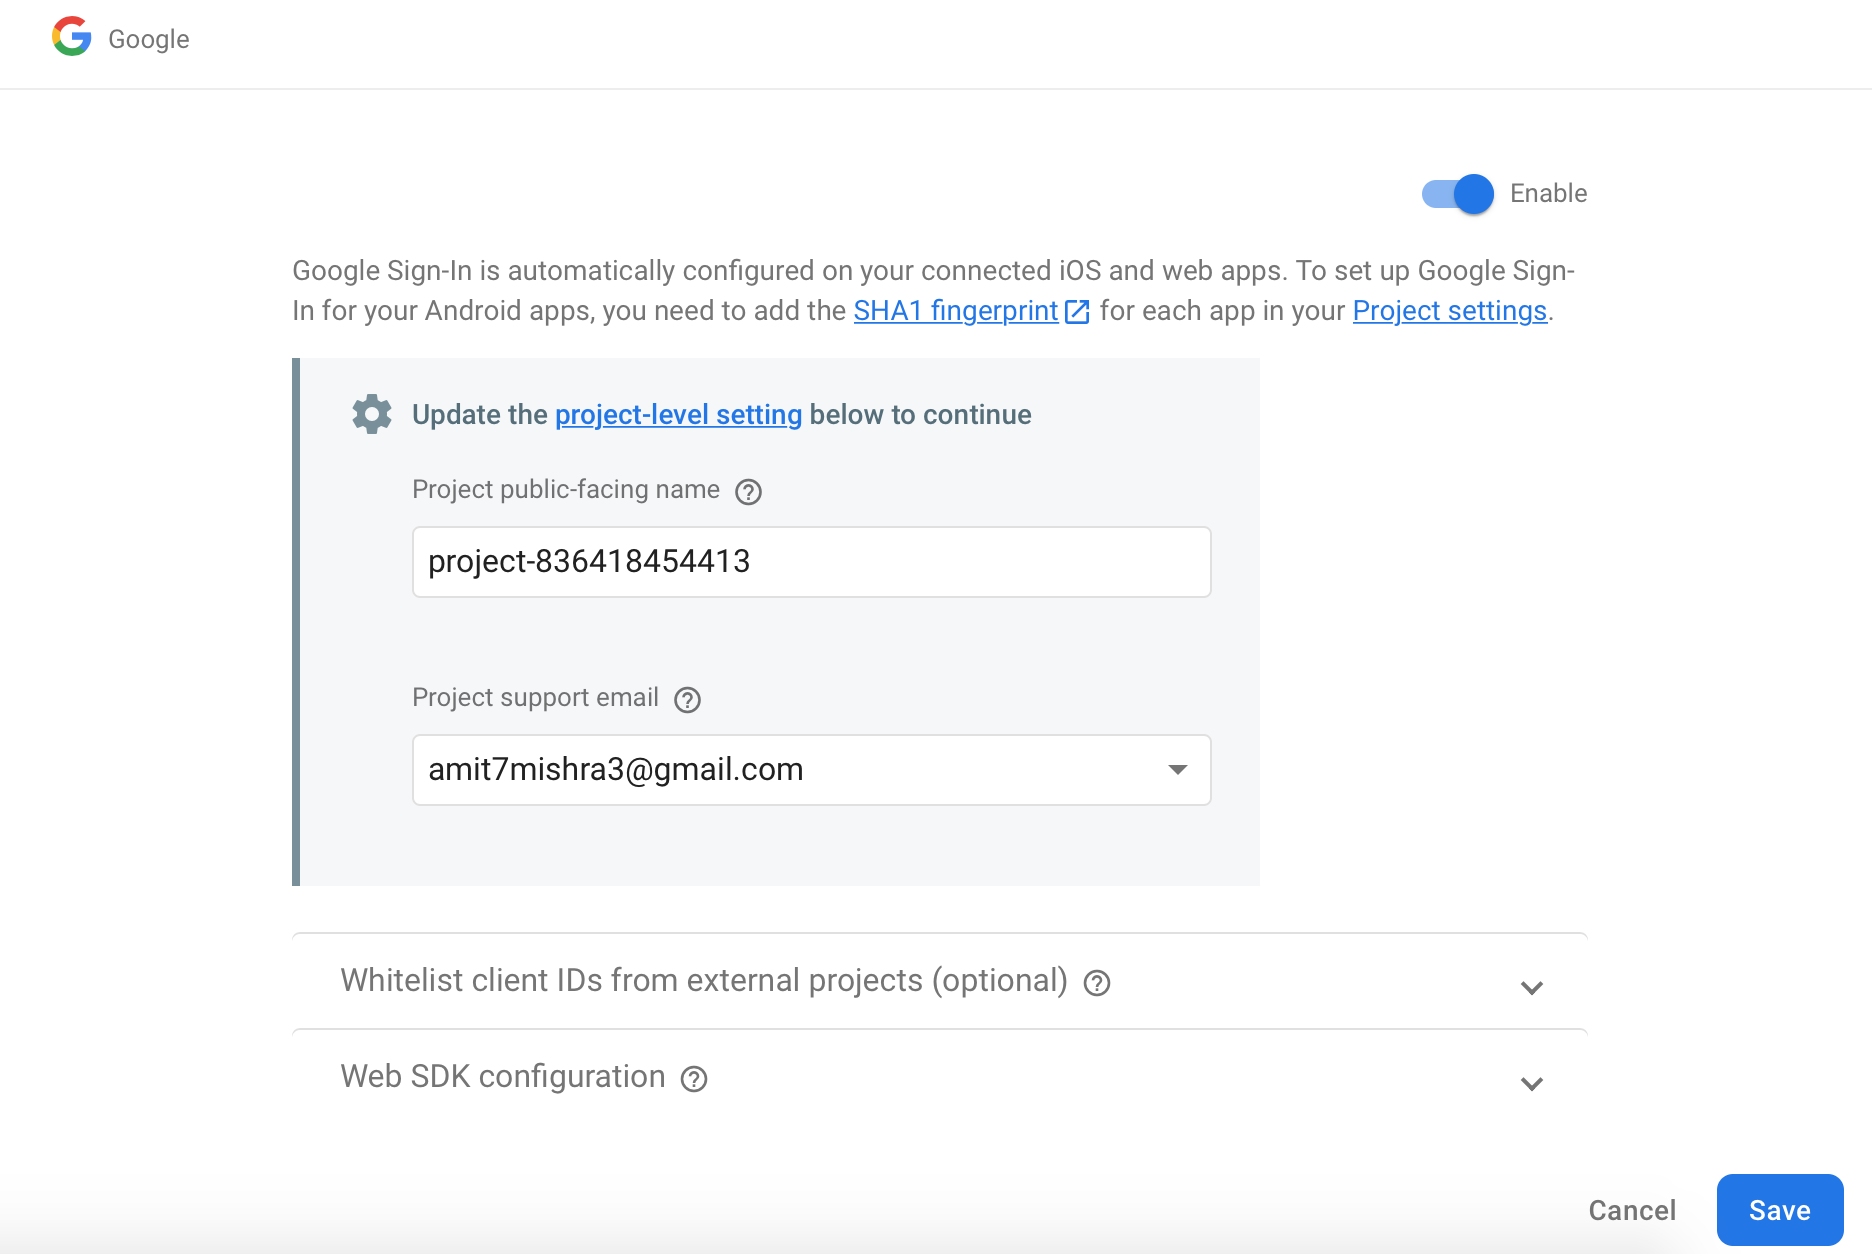 Google
Enable
Google Sign-In is automatically configured on your connected iOS and web apps. To set up Google Sign-
In for your Android apps, you need to add the SHA1 fingerprint for each app in your Project settings.
Update the project-level setting below to continue
Project public-facing name
project-836418454413
Project support email
amit7mishra3@gmail.com
Whitelist client IDs from external projects (optional)
Web SDK configuration
Cancel
Save